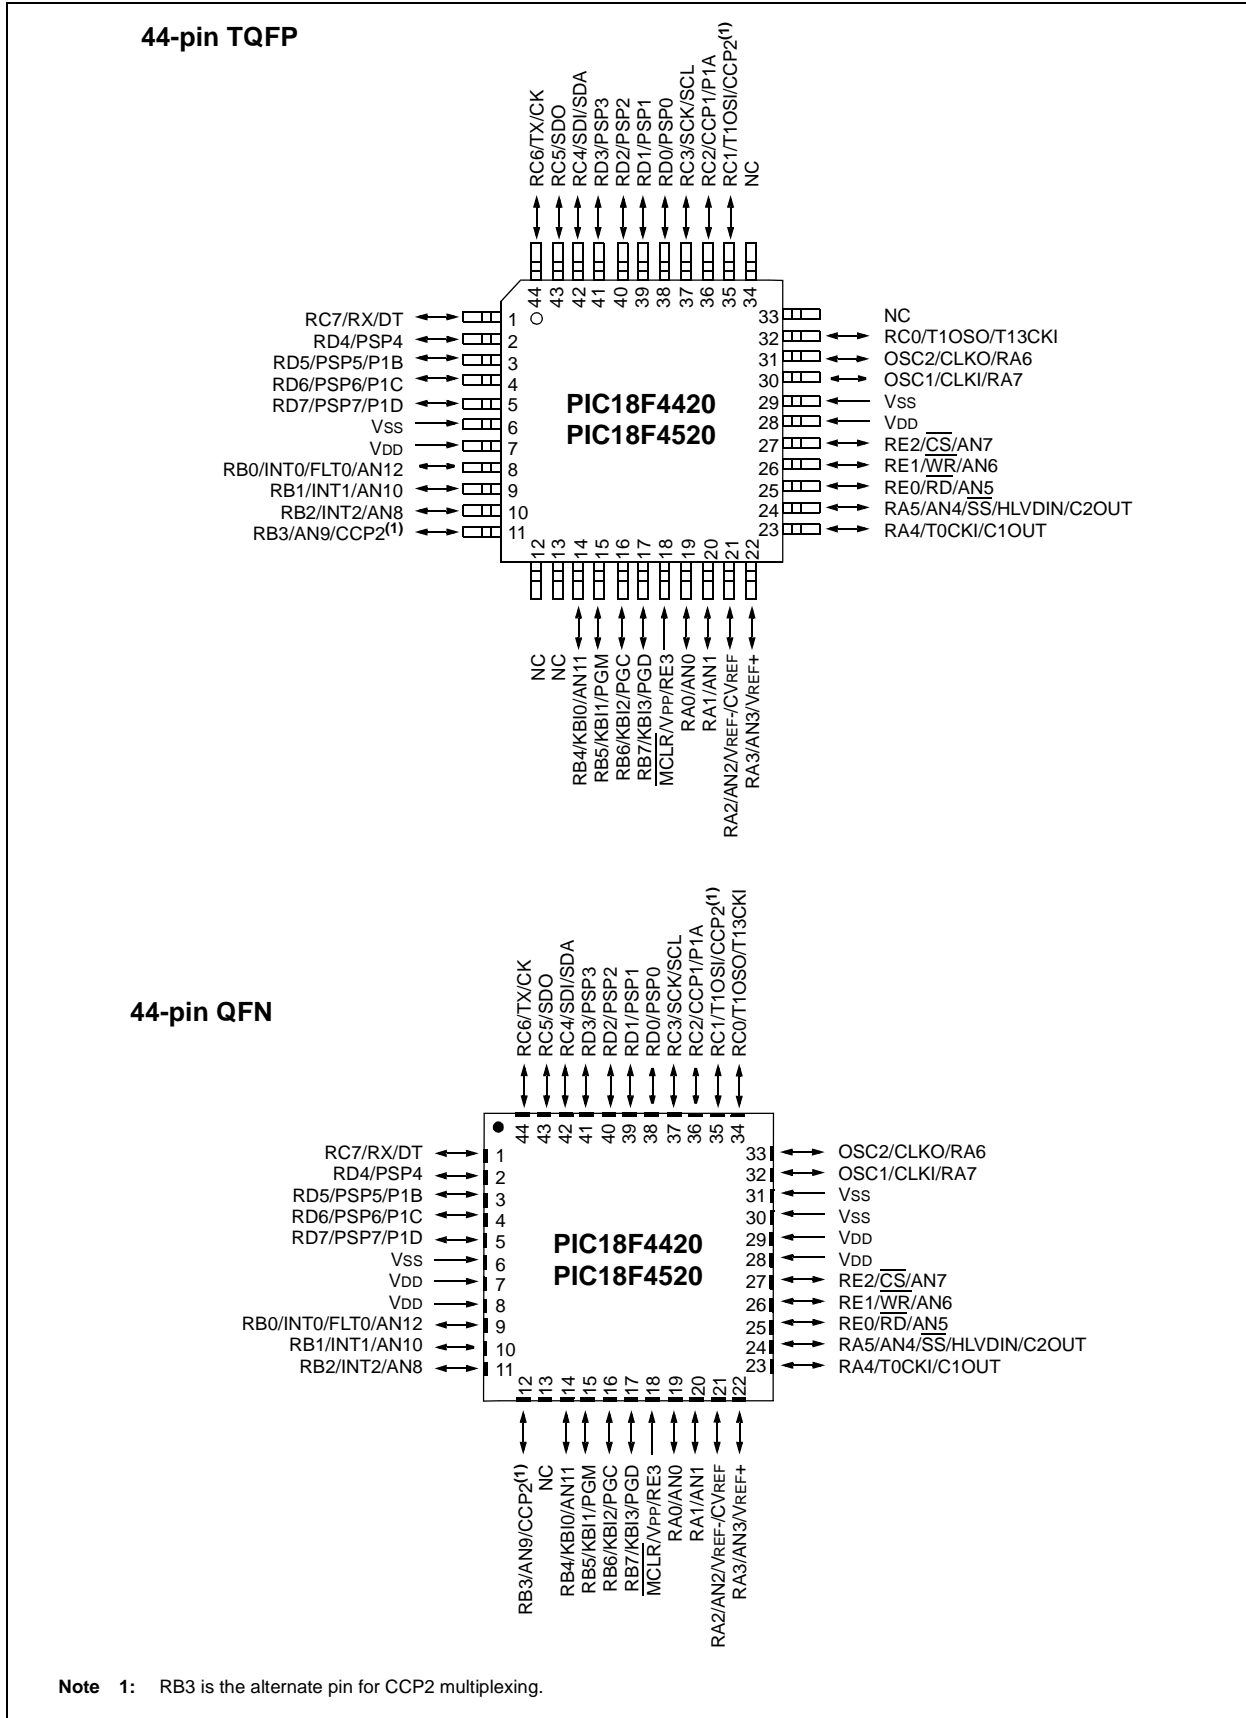 44-pin TQFP
RC6/TX/CK
RC5/SDO
RC4/SDI/SDA
RD3/PSP3
RD2/PSP2
RD1/PSP1
RD0/PSP0
RC3/SCK/SCL
RC2/CCP1/P1A
RC1/T1OSI/CCP2(1)
NC
44
43
42
41
40
39
38
37
36
35
34
RC7/RX/DT 1
RD4/PSP4 2
RD5/PSP5/P1B 3
RD6/PSP6/P1C 4
RD7/PSP7/P1D 5
VSS 6
VDD 7
RB0/INT0/FLT0/AN12 8
RB1/INT1/AN10 9
RB2/INT2/AN8 10
RB3/AN9/CCP2(1) 11
PIC18F4420
PIC18F4520
33 NC
32 RC0/T1OSO/T13CKI
31 OSC2/CLKO/RA6
30 OSC1/CLKI/RA7
29 VSS
28 VDD
27 RE2/CS/AN7
26 RE1/WR/AN6
25 RE0/RD/AN5
24 RA5/AN4/SS/HLVDIN/C2OUT
23 RA4/T0CKI/C1OUT
12
13
14
15
16
17
18
19
20
21
22
NC
NC
RB4/KBI0/AN11
RB5/KBI1/PGM
RB6/KBI2/PGC
RB7/KBI3/PGD
MCLR/VPP/RE3
RA0/AN0
RA1/AN1
RA2/AN2/VREF-/CVREF
RA3/AN3/VREF+
44-pin QFN
RC6/TX/CK
RC5/SDO
RC4/SDI/SDA
RD3/PSP3
RD2/PSP2
RD1/PSP1
RD0/PSP0
RC3/SCK/SCL
RC2/CCP1/P1A
RC1/T1OSI/CCP2(1)
RC0/T1OSO/T13CKI
44
43
42
41
40
39
38
37
36
35
34
RC7/RX/DT 1
RD4/PSP4 2
RD5/PSP5/P1B 3
RD6/PSP6/P1C 4
RD7/PSP7/P1D 5
VSS 6
VDD 7
VDD 8
RB0/INT0/FLT0/AN12 9
RB1/INT1/AN10 10
RB2/INT2/AN8 11
PIC18F4420
PIC18F4520
33 OSC2/CLKO/RA6
32 OSC1/CLKI/RA7
31 VSS
30 VSS
29 VDD
28 VDD
27 RE2/CS/AN7
26 RE1/WR/AN6
25 RE0/RD/AN5
24 RA5/AN4/SS/HLVDIN/C2OUT
23 RA4/T0CKI/C1OUT
12
13
14
15
16
17
18
19
20
21
22
RB3/AN9/CCP2(1)
NC
RB4/KBI0/AN11
RB5/KBI1/PGM
RB6/KBI2/PGC
RB7/KBI3/PGD
MCLR/VPP/RE3
RA0/AN0
RA1/AN1
RA2/AN2/VREF-/CVREF
RA3/AN3/VREF+
Note 1: RB3 is the alternate pin for CCP2 multiplexing.